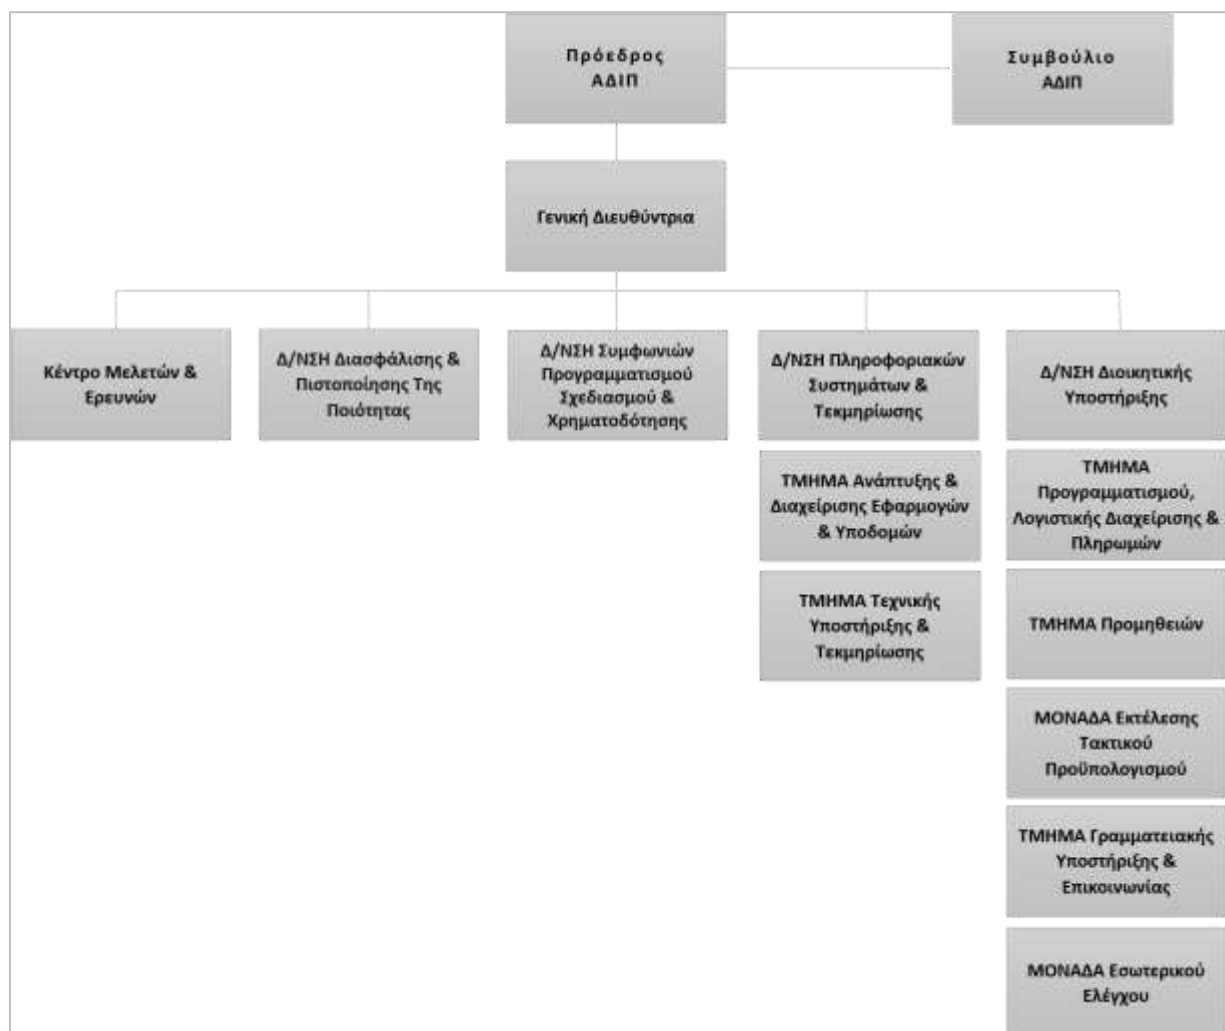 Πρόεδρος
ΑΔΙΠ
Συμβούλιο
ΑΔΙΠ
Γενική Διευθύντρια
Κέντρο Μελετών &
Ερευνών
Δ/ΝΣΗ Διασφάλισης &
Πιστοποίησης Της
Ποιότητας
Δ/ΝΣΗ Συμφωνιών
Προγραμματισμού
Σχεδιασμού &
Χρηματοδότησης
Δ/ΝΣΗ Πληροφοριακών
Συστημάτων &
Τεκμηρίωσης
Δ/ΝΣΗ Διοικητικής
Υποστήριξης
ΤΜΗΜΑ Ανάπτυξης &
Διαχείρισης Εφαρμογών
& Υποδομών
ΤΜΗΜΑ
Προγραμματισμού,
Λογιστικής Διαχείρισης &
Πληρωμών
ΤΜΗΜΑ Τεχνικής
Υποστήριξης &
Τεκμηρίωσης
ΤΜΗΜΑ Προμηθειών
ΜΟΝΑΔΑ Εκτέλεσης
Τακτικού
Προϋπολογισμού
ΤΜΗΜΑ Γραμματειακής
Υποστήριξης &
Επικοινωνίας
ΜΟΝΑΔΑ Εσωτερικού
Ελέγχου